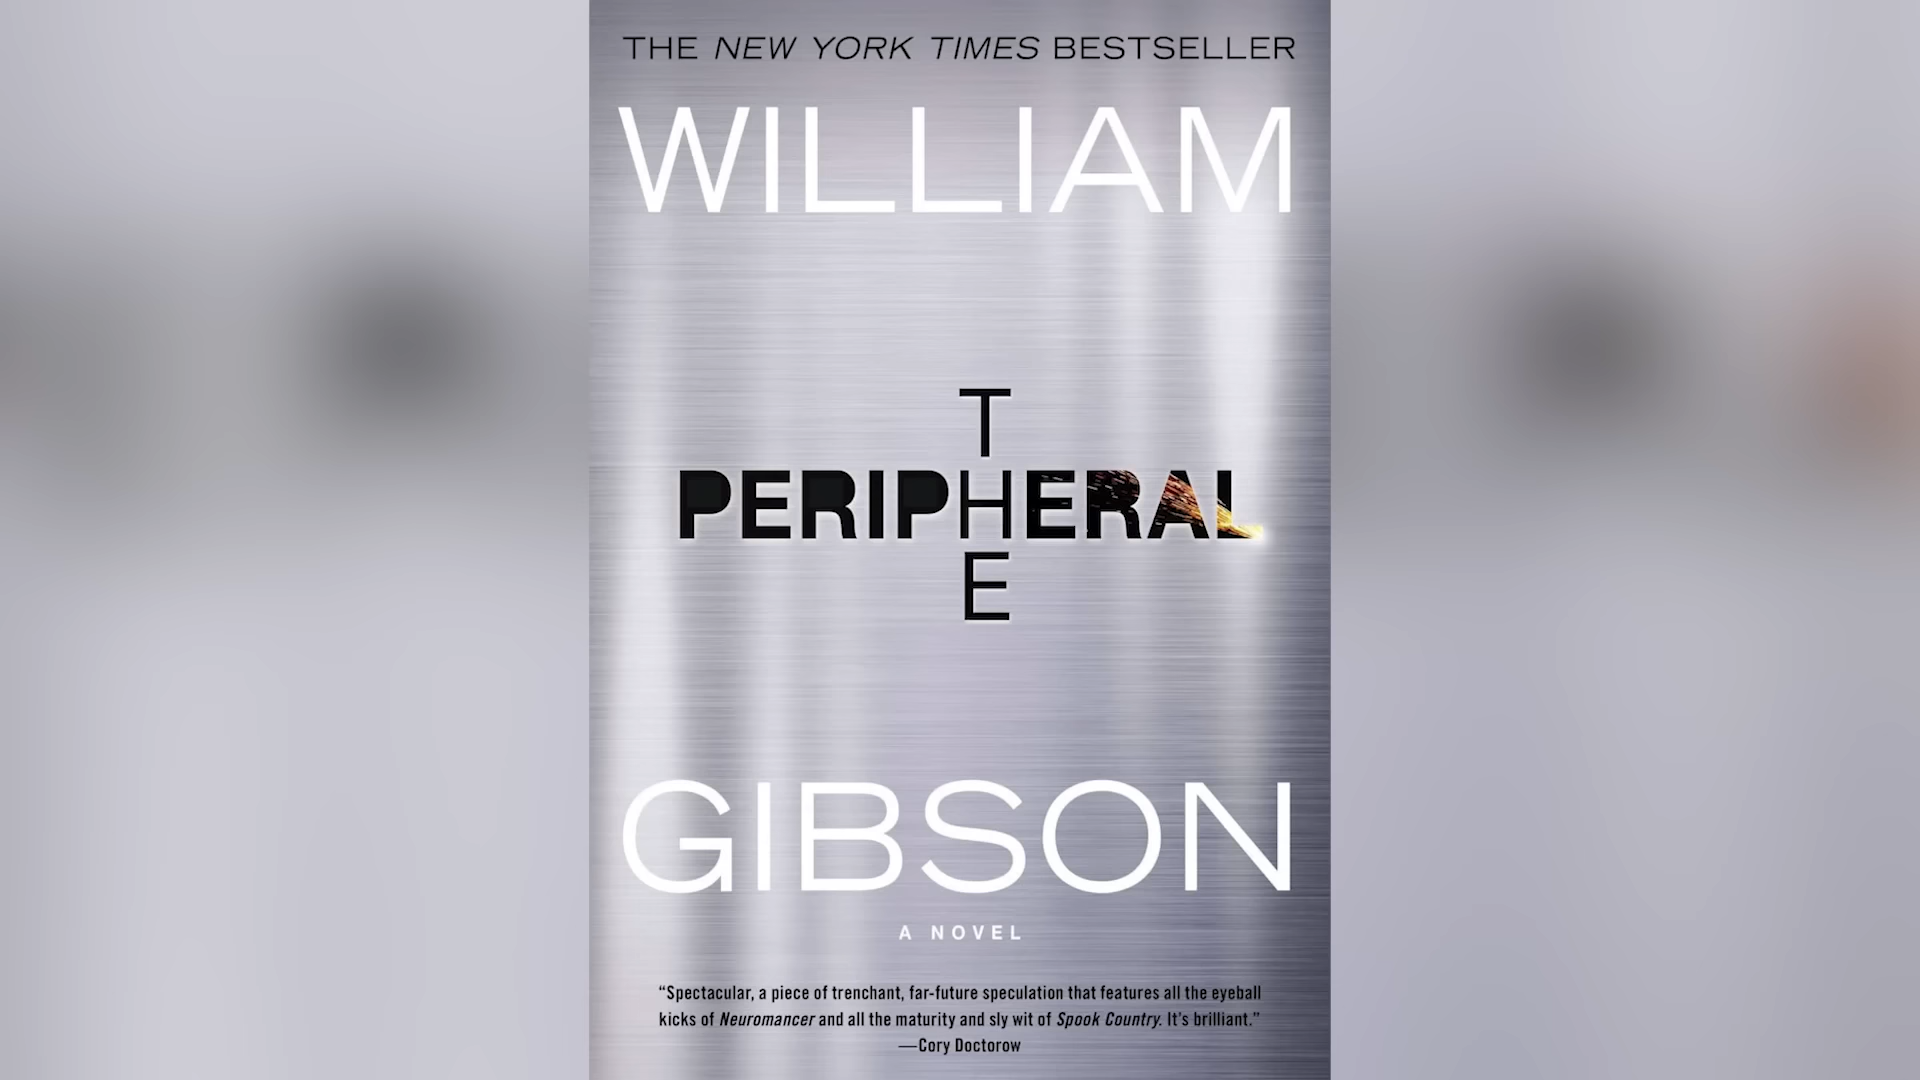 THE NEW YORK TIMES BESTSELLER
WILLIAM
THE
PERIPHERAL
GIBSON
A NOVEL
“Spectacular, a piece of trenchant, far-future speculation that features all the eyeball
kicks of Neuromancer and all the maturity and sly wit of Spook Country. It’s brilliant.”
—Cory Doctorow